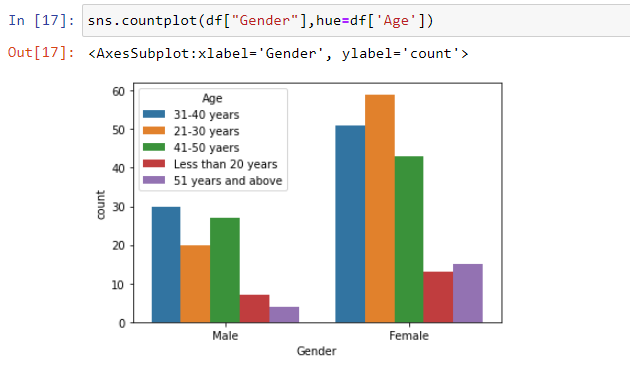 In [17]: sns.countplot(df["Gender"],hue=df['Age'])
Out[17]: <AxesSubplot:xlabel='Gender', ylabel='count'>
Age
31-40 years
21-30 years
41-50 yaers
Less than 20 years
51 years and above
60
50
40
30
20
10
0
count
Male Female
Gender